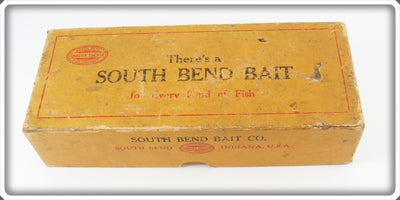 There's a
SOUTH BEND BAIT
for Every Kind of Fish
SOUTH BEND BAIT CO.
SOUTH BEND INDIANA, U.S.A.